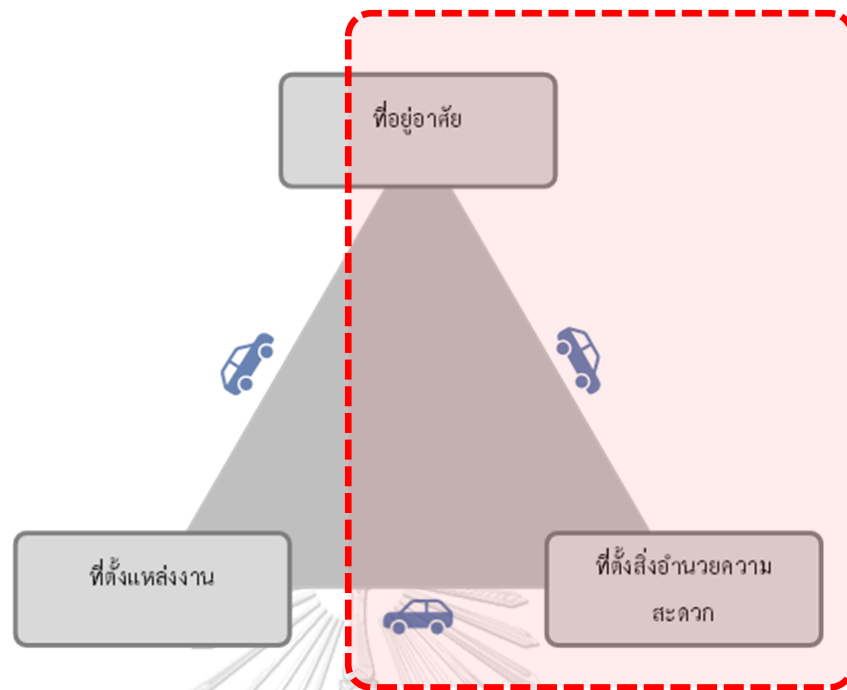 ที่อยู่อาศัย
ที่ตั้งแหล่งงาน
ที่ตั้งสิ่งอำนวยความ
สะดวก